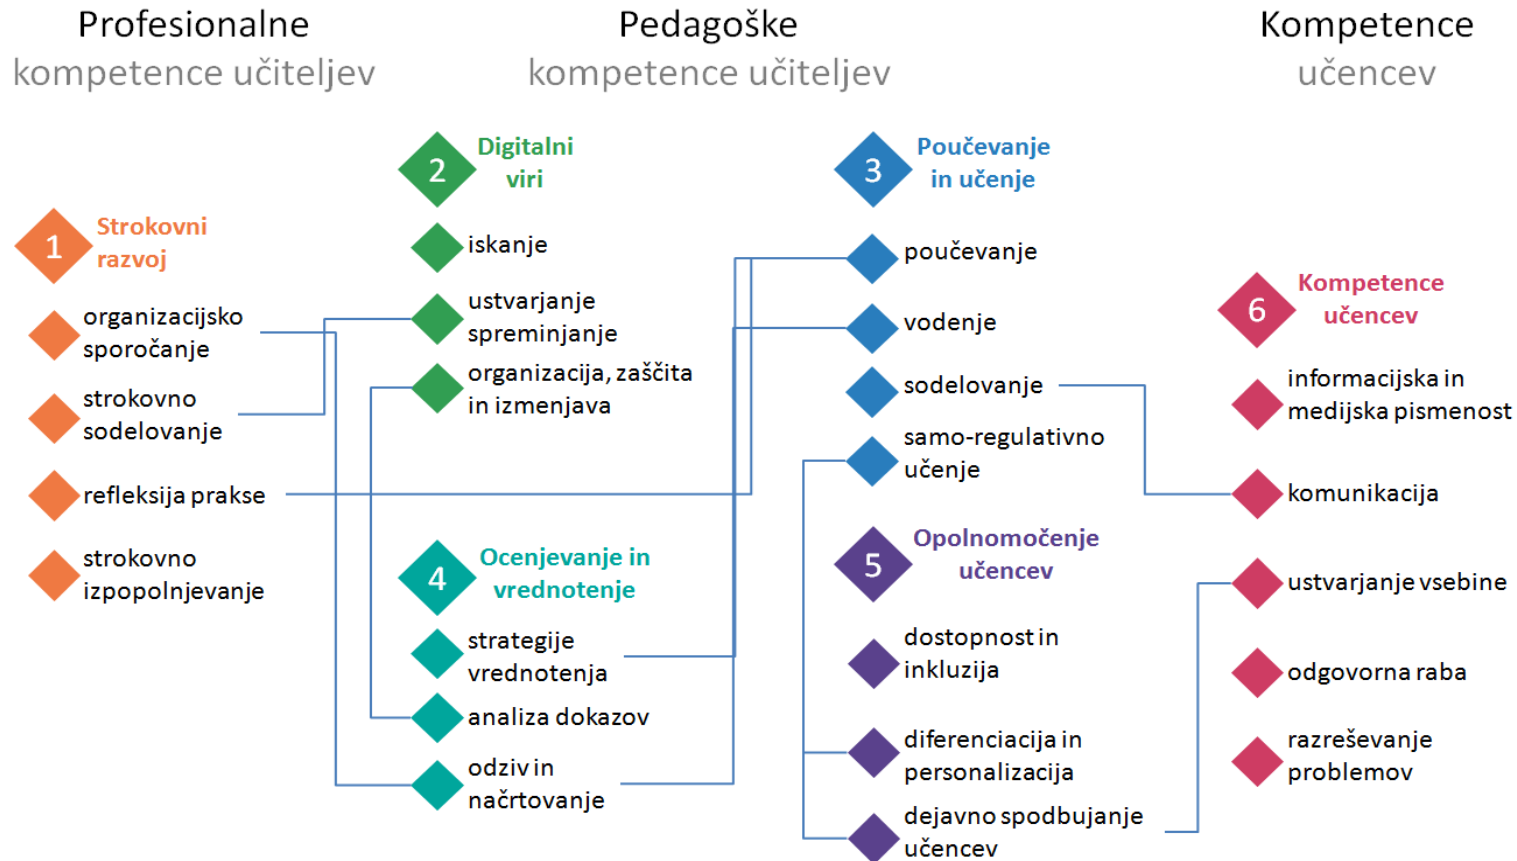 Profesionalne
kompetence učiteljev
Pedagoške
kompetence učiteljev
Kompetence
učencev
1
Strokovni
razvoj
organizacijsko
sporočanje
strokovno
sodelovanje
refleksija prakse
strokovno
izpopolnjevanje
2
Digitalni
viri
iskanje
ustvarjanje
spreminjanje
organizacija, zaščita
in izmenjava
4
Ocenjevanje in
vrednotenje
strategije
vrednotenja
analiza dokazov
odziv in
načrtovanje
3
Poučevanje
in učenje
poučevanje
vodenje
sodelovanje
samo-regulativno
učenje
5
Opolnomočenje
učencev
dostopnost in
inkluzija
diferenciacija in
personalizacija
dejavno spodbujanje
učencev
6
Kompetence
učencev
informacijska in
medijska pismenost
komunikacija
ustvarjanje vsebine
odgovorna raba
razreševanje
problemov